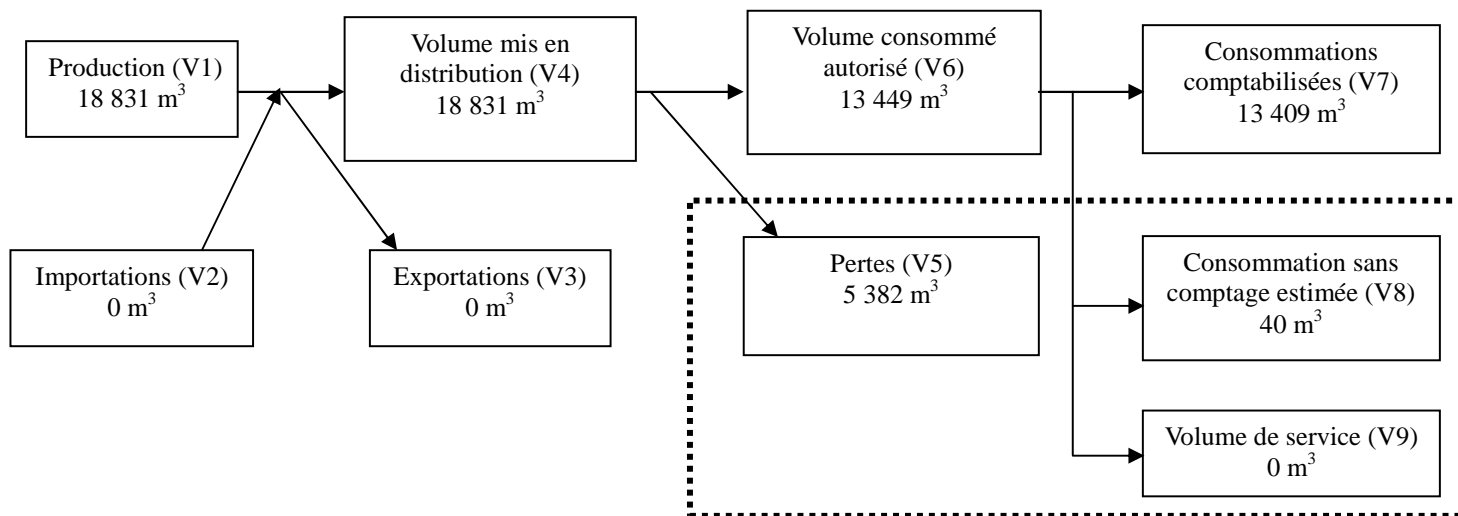 Production (V1)
18 831 m³
Volume mis en
distribution (V4)
18 831 m³
Volume consommé
autorisé (V6)
13 449 m³
Consommations
comptabilisées (V7)
13 409 m³
Importations (V2)
0 m³
Exportations (V3)
0 m³
Pertes (V5)
5 382 m³
Consommation sans
comptage estimée (V8)
40 m³
Volume de service (V9)
0 m³